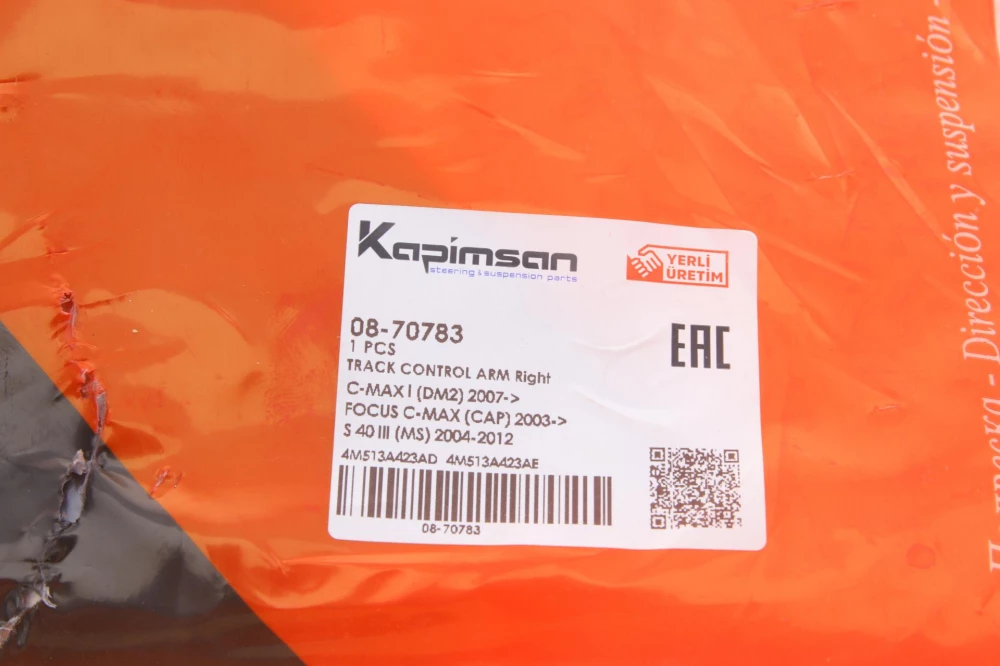 Kapimsan
steering & suspension parts
YERLİ
ÜRETİM
08-70783
1 PCS
TRACK CONTROL ARM Right
C-MAX I (DM2) 2007->
FOCUS C-MAX (CAP) 2003->
S 40 III (MS) 2004-2012
4M513A423AD 4M513A423AE
08-70783
EAC
Dirección y suspensión -